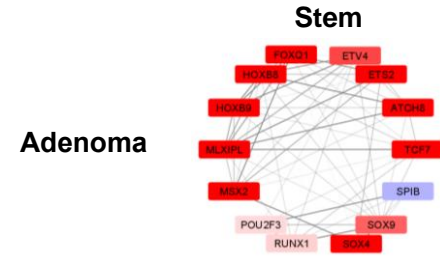 Stem
FOXQ1 ETV4
HOXB8 ETS2
HOXB9 ATOH8
Adenoma
MLXIPL TCF7
MSX2 SPIB
POU2F3 SOX9
RUNX1 SOX4